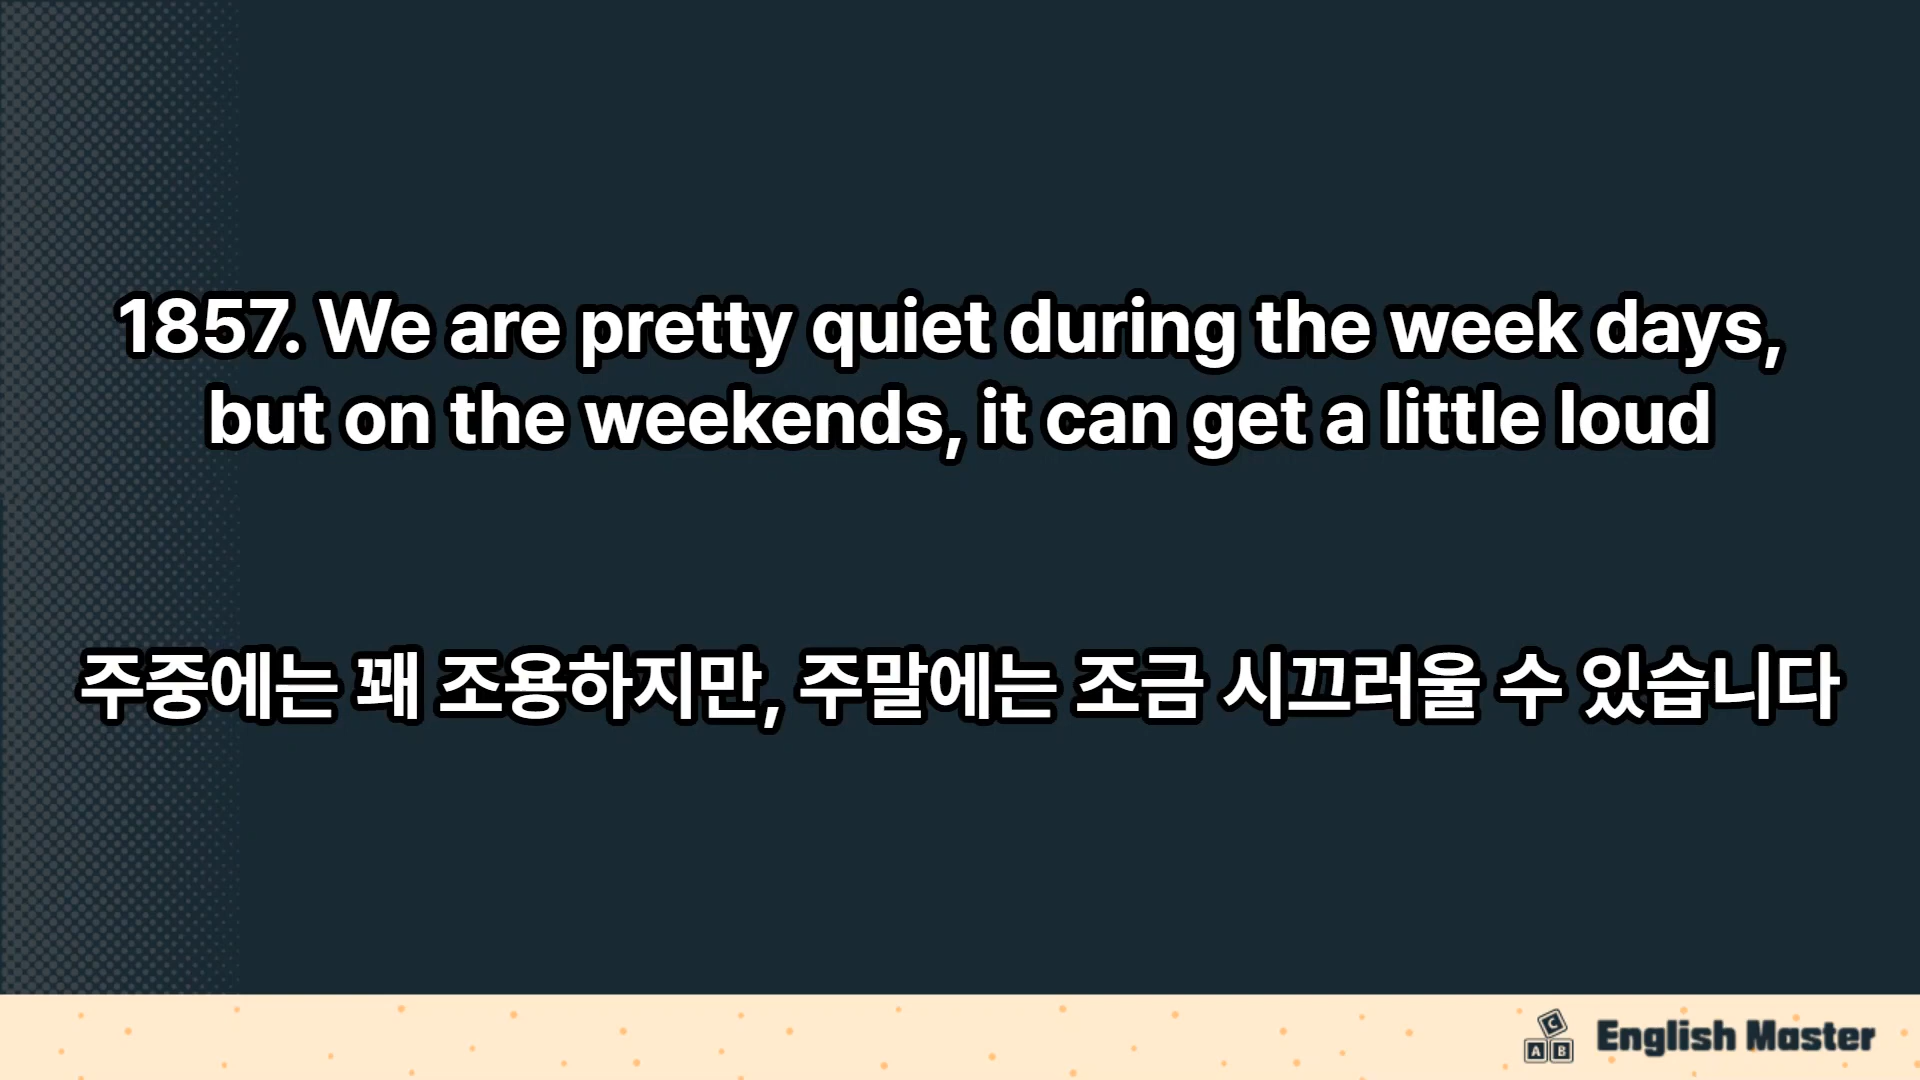 1857. We are pretty quiet during the week days,
but on the weekends, it can get a little loud
주중에는 꽤 조용하지만, 주말에는 조금 시끄러울 수 있습니다
C
A B
English Master